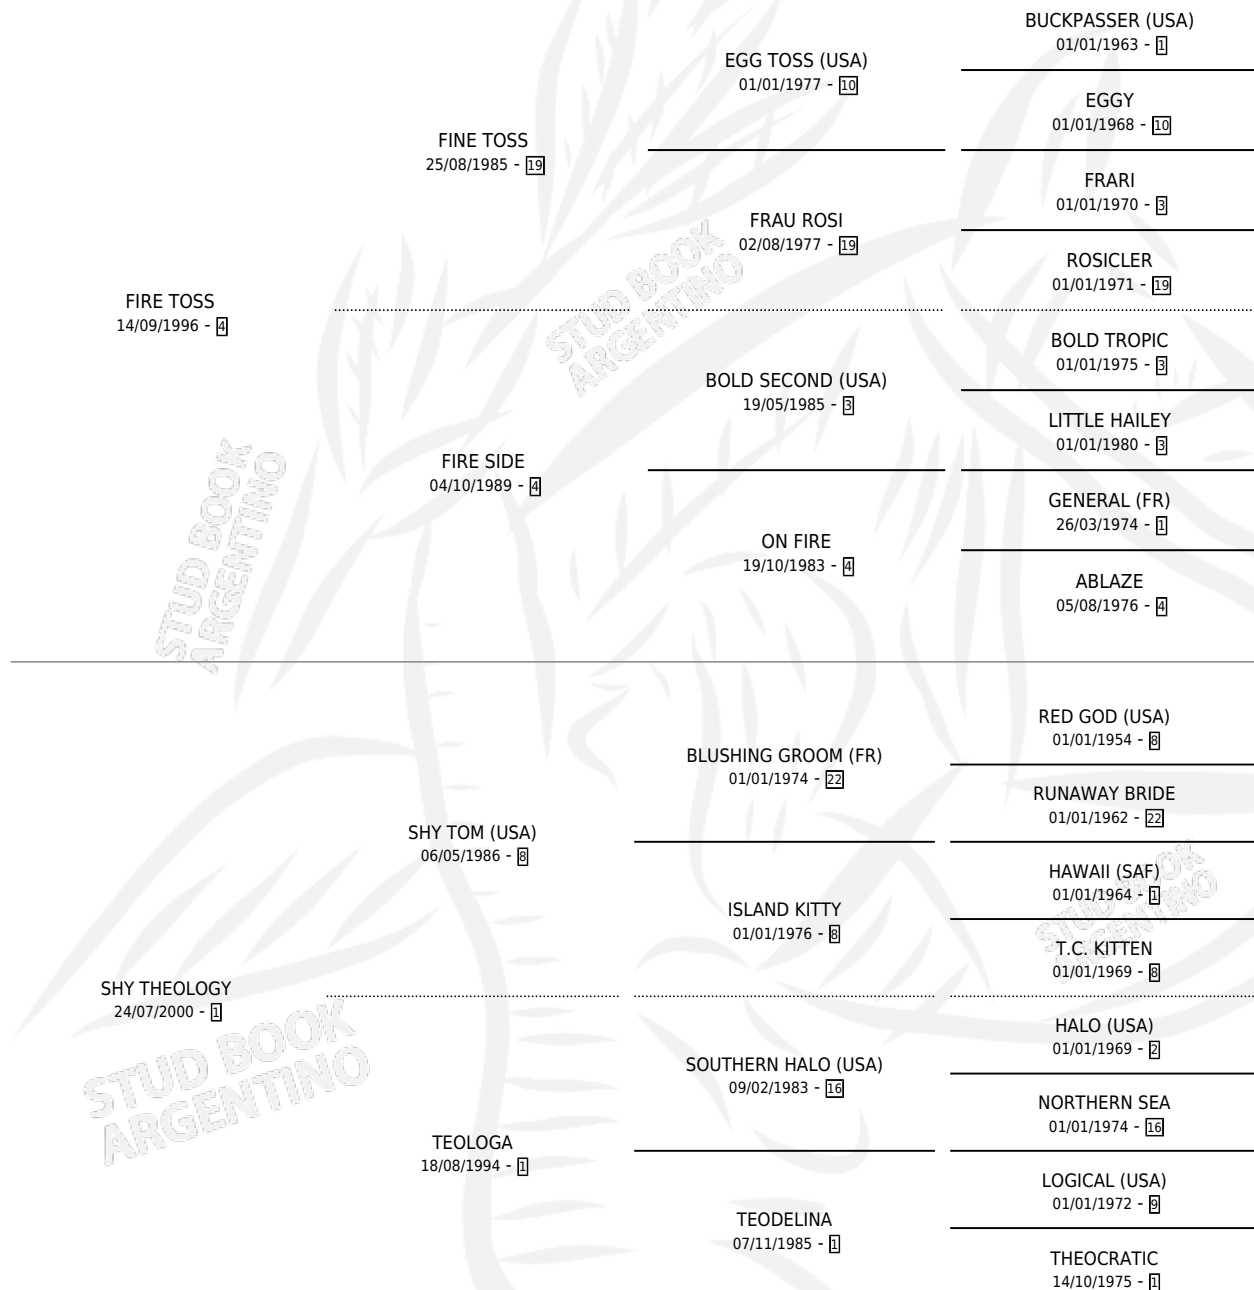 BUCKPASSER (USA)
01/01/1963 - 1
EGG TOSS (USA)
01/01/1977 - 10
EGGY
01/01/1968 - 10
FINE TOSS
25/08/1985 - 19
FRARI
01/01/1970 - 3
FRAU ROSI
02/08/1977 - 19
ROSICLER
01/01/1971 - 19
FIRE TOSS
14/09/1996 - 4
STUD BOOK
ARGENTINO
BOLD TROPIC
01/01/1975 - 3
BOLD SECOND (USA)
19/05/1985 - 3
LITTLE HAILEY
01/01/1980 - 3
FIRE SIDE
04/10/1989 - 4
GENERAL (FR)
26/03/1974 - 1
ON FIRE
19/10/1983 - 4
ABLAZE
05/08/1976 - 4
STUD BOOK
ARGENTINO
RED GOD (USA)
01/01/1954 - 8
BLUSHING GROOM (FR)
01/01/1974 - 22
RUNAWAY BRIDE
01/01/1962 - 22
SHY TOM (USA)
06/05/1986 - 8
HAWAII (SAF)
01/01/1964 - 1
ISLAND KITTY
01/01/1976 - 8
STUD BOOK
ARGENTINO
T.C. KITTEN
01/01/1969 - 8
SHY THEOLOGY
24/07/2000 - 1
HALO (USA)
01/01/1969 - 2
SOUTHERN HALO (USA)
09/02/1983 - 16
STUD BOOK
ARGENTINO
NORTHERN SEA
01/01/1974 - 16
TEOLOGA
18/08/1994 - 1
LOGICAL (USA)
01/01/1972 - 9
TEODELINA
07/11/1985 - 1
THEOCRATIC
14/10/1975 - 1